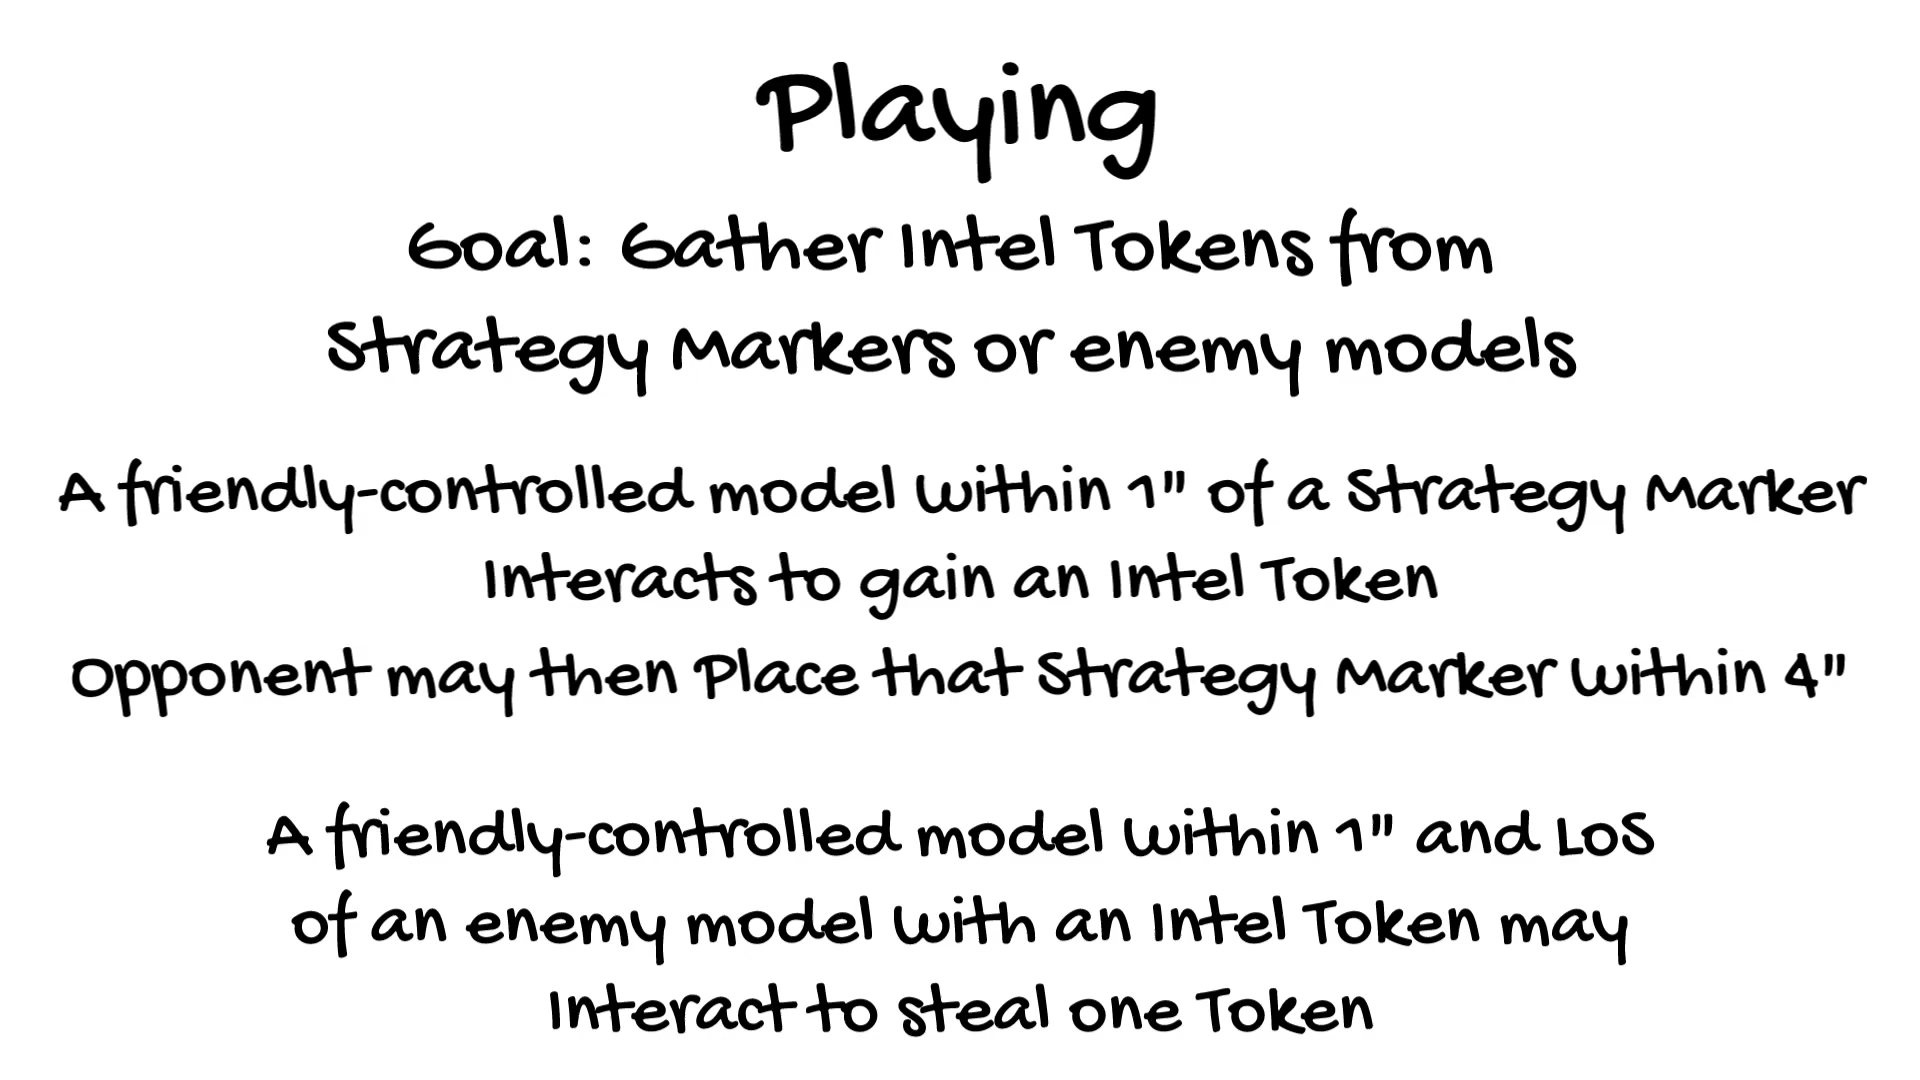 Playing
Goal: Gather Intel Tokens from
Strategy Markers or enemy models
A friendly-controlled model within 1" of a Strategy Marker
Interacts to gain an Intel Token
Opponent may then Place that Strategy Marker within 4"
A friendly-controlled model within 1" and LoS
of an enemy model with an Intel Token may
Interact to steal one Token